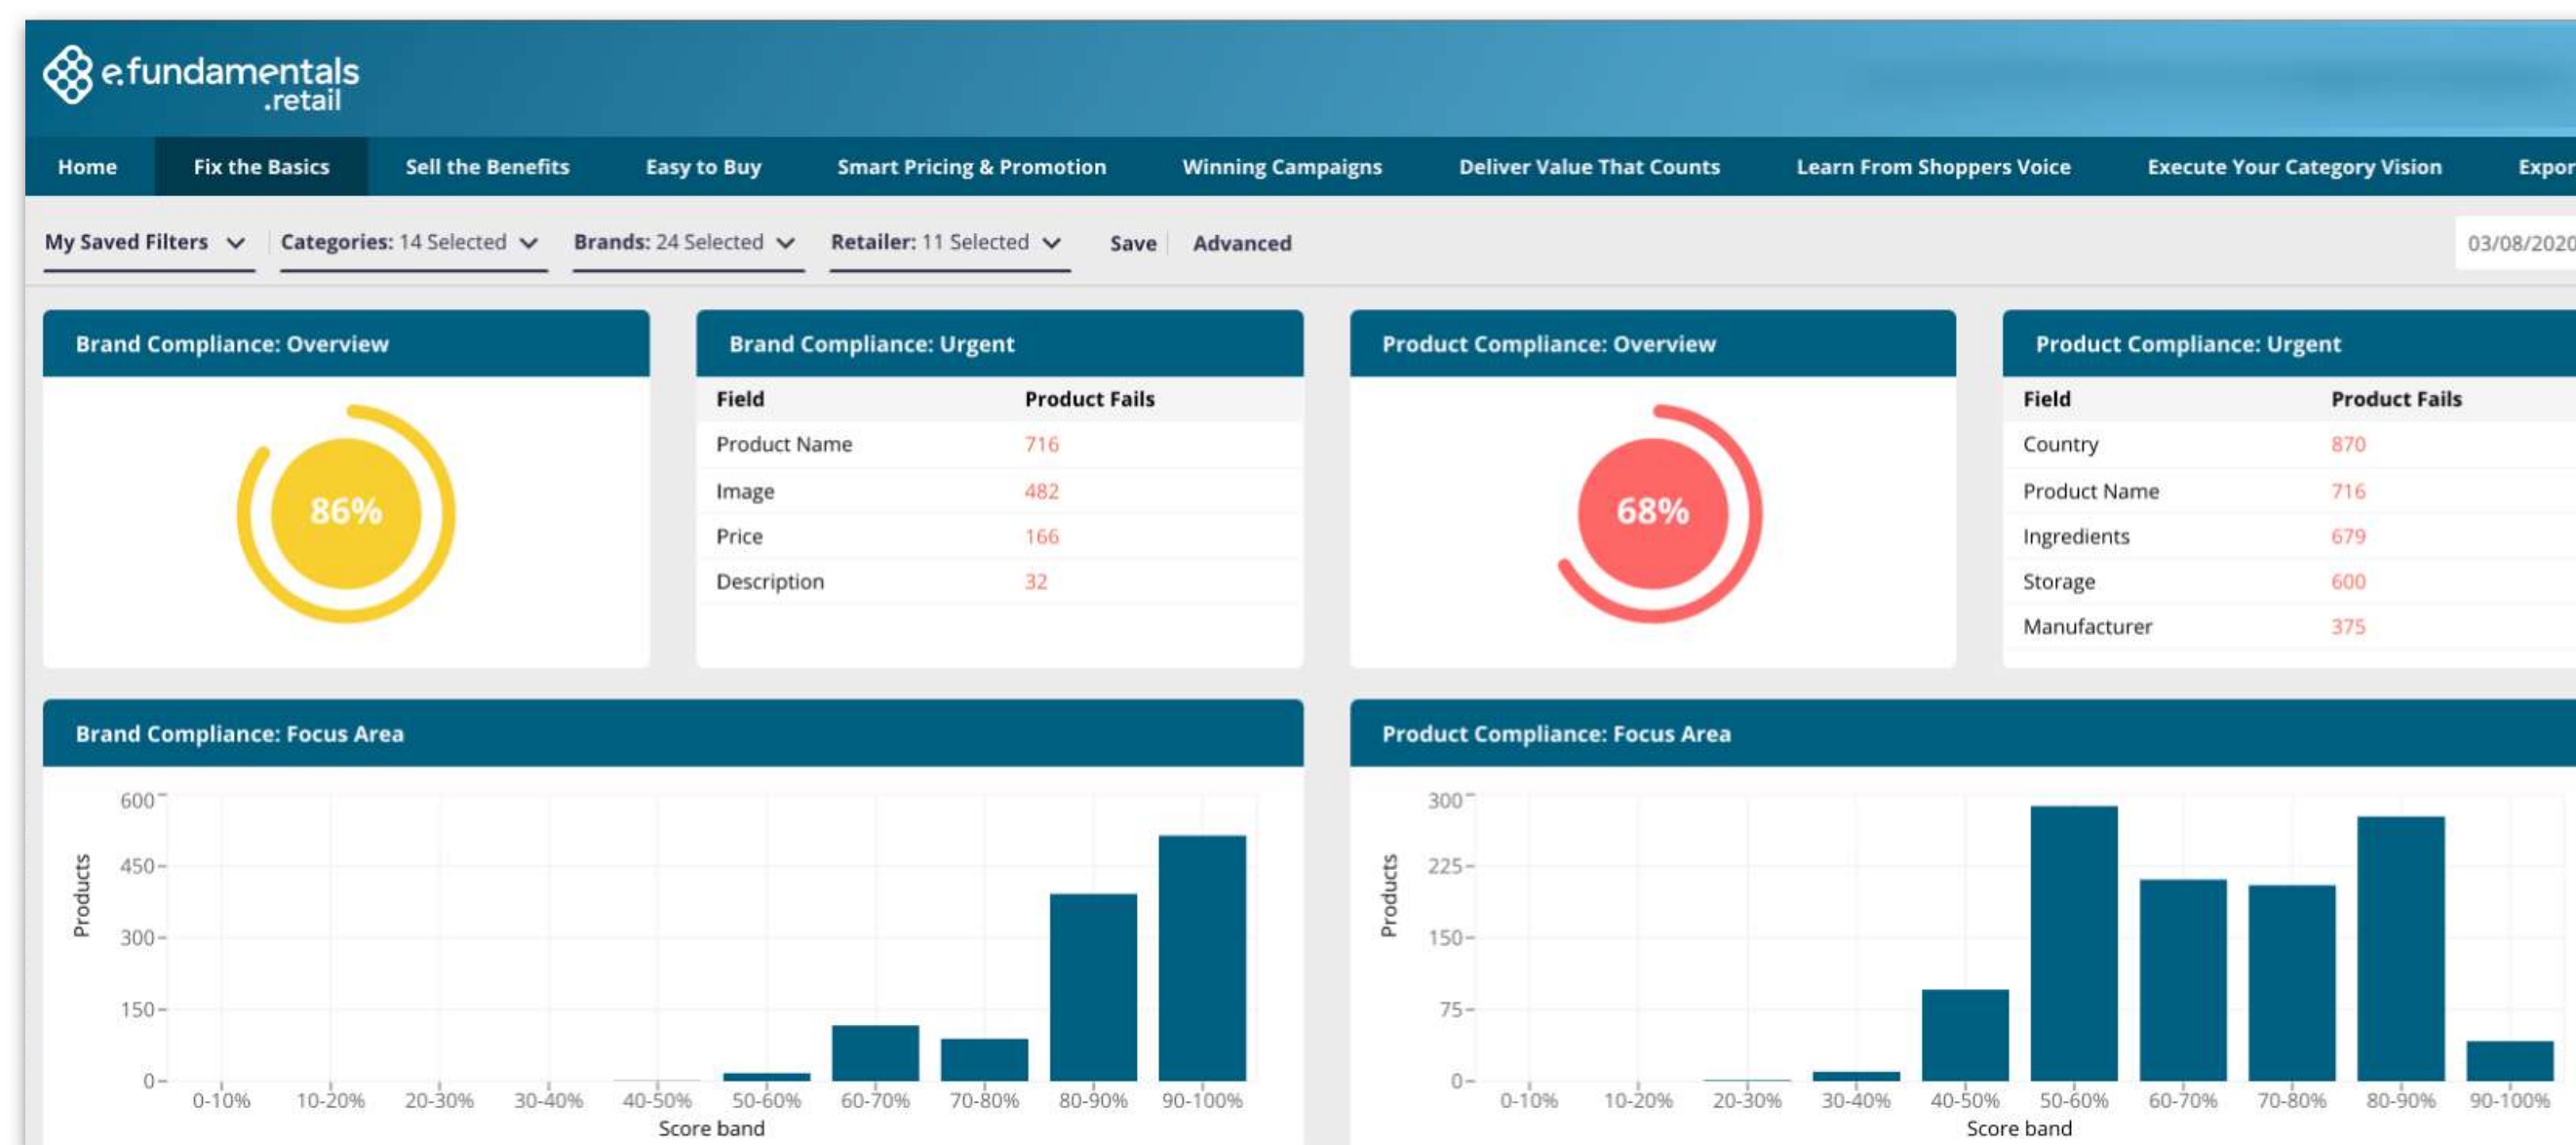 e.fundamentals
.retail
Home Fix the Basics Sell the Benefits Easy to Buy Smart Pricing & Promotion Winning Campaigns Deliver Value That Counts Learn From Shoppers Voice Execute Your Category Vision Expor
My Saved Filters Categories: 14 Selected Brands: 24 Selected Retailer: 11 Selected Save Advanced 03/08/2020
Brand Compliance: Overview
86%
Brand Compliance: Urgent
Field Product Fails
Product Name 716
Image 482
Price 166
Description 32
Product Compliance: Overview
68%
Product Compliance: Urgent
Field Product Fails
Country 870
Product Name 716
Ingredients 679
Storage 600
Manufacturer 375
Brand Compliance: Focus Area
Products
600
450
300
150
0
0-10% 10-20% 20-30% 30-40% 40-50% 50-60% 60-70% 70-80% 80-90% 90-100%
Score band
Product Compliance: Focus Area
Products
300
225
150
75
0
0-10% 10-20% 20-30% 30-40% 40-50% 50-60% 60-70% 70-80% 80-90% 90-100%
Score band